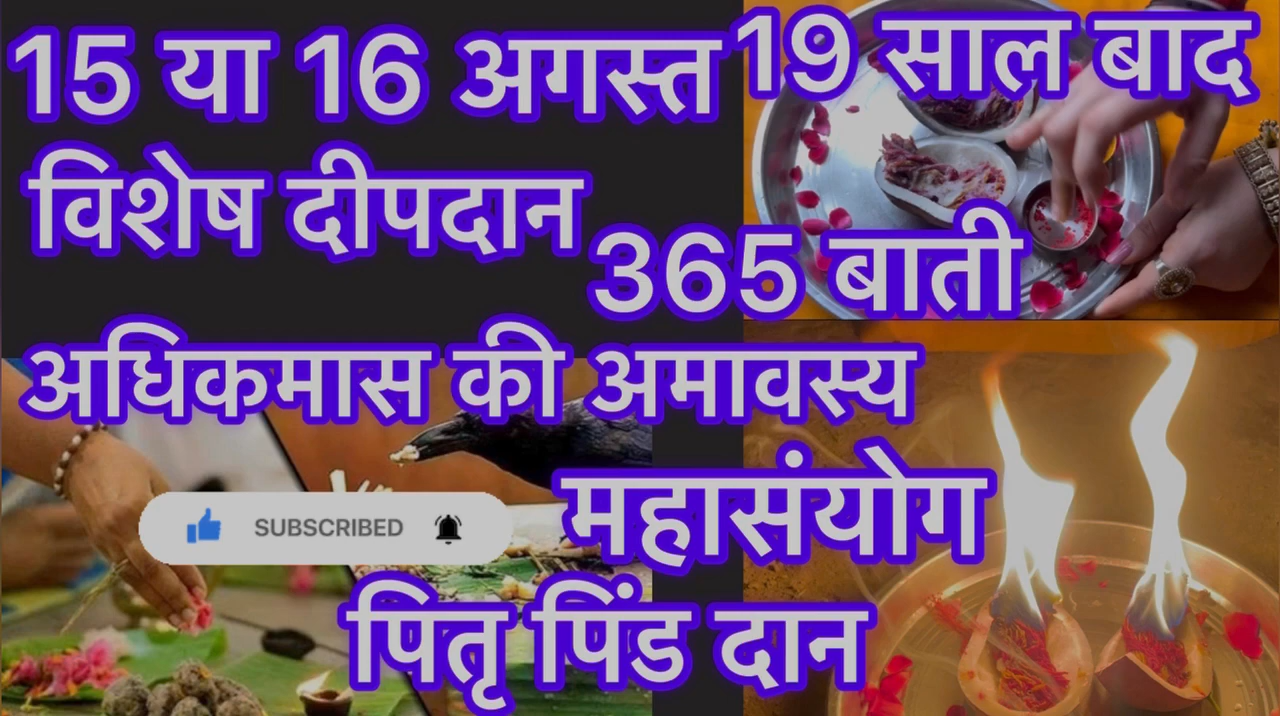 15 या 16 अगस्त
19 साल बाद
विशेष दीपदान
365 बाती
अधिकमास की अमावस्य
SUBSCRIBED
महासंयोग
पितृ पिंड दान